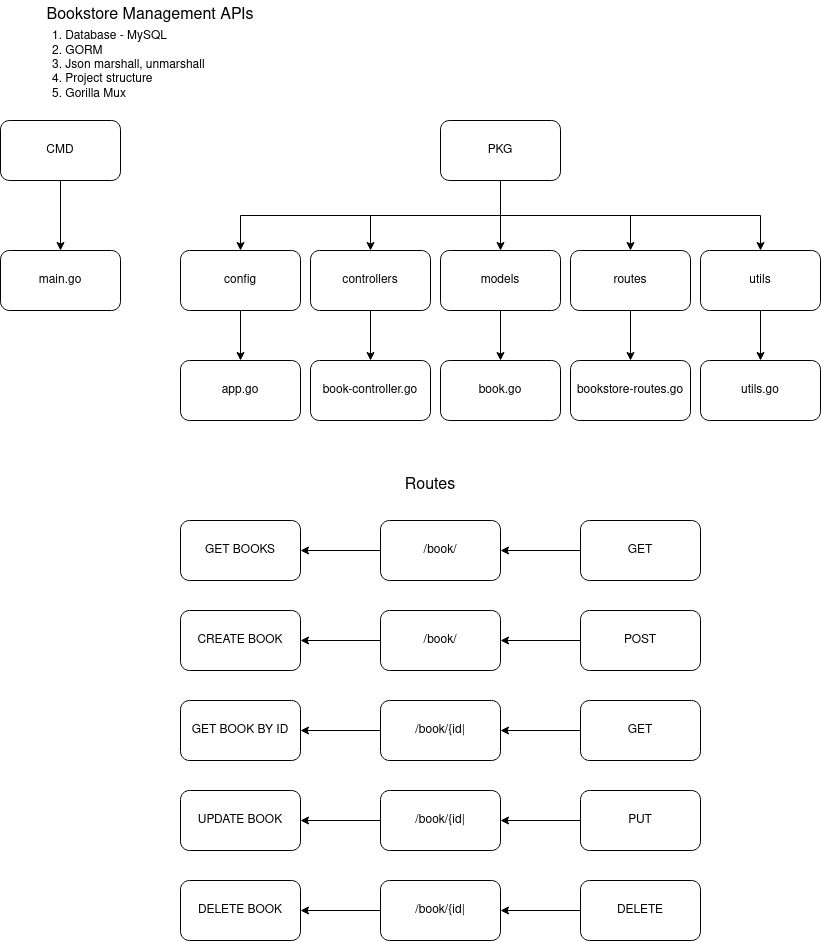 Bookstore Management APIs
1. Database - MySQL
2. GORM
3. Json marshall, unmarshall
4. Project structure
5. Gorilla Mux
CMD
PKG
main.go
config
controllers
models
routes
utils
app.go
book-controller.go
book.go
bookstore-routes.go
utils.go
Routes
GET BOOKS
/book/
GET
CREATE BOOK
/book/
POST
GET BOOK BY ID
/book/{id|
GET
UPDATE BOOK
/book/{id|
PUT
DELETE BOOK
/book/{id|
DELETE